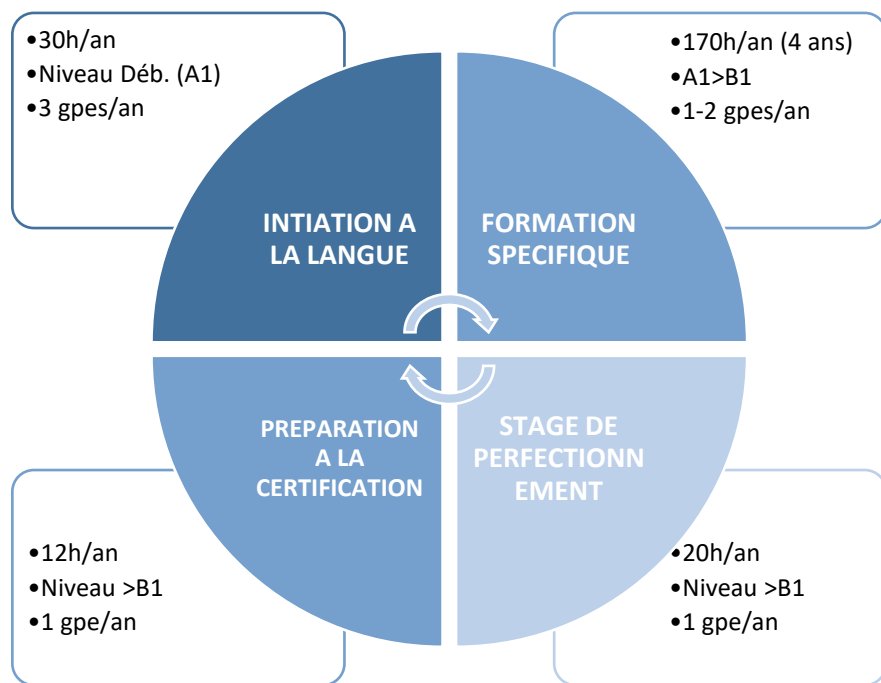 •30h/an
•Niveau Déb. (A1)
•3 gpes/an
•170h/an (4 ans)
•A1>B1
•1-2 gpes/an
INTIATION A
LA LANGUE
FORMATION
SPECIFIQUE
PREPARATION
A LA
CERTIFICATION
STAGE DE
PERFECTIONN
EMENT
•12h/an
•Niveau >B1
•1 gpe/an
•20h/an
•Niveau >B1
•1 gpe/an